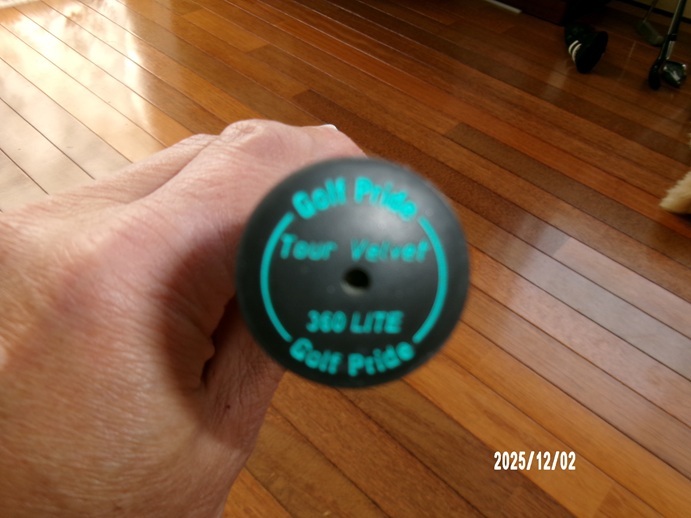 Golf Pride
Tour Velvet
360 LITE
Golf Pride
2025/12/02